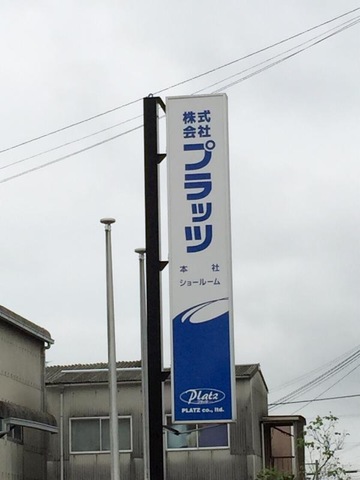 株式
会社
プラッツ
本 社
ショールーム
Platz
PLATZ co., ltd.